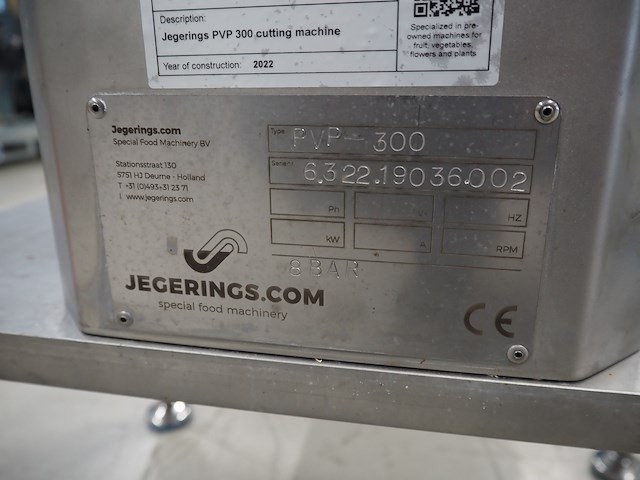 Description:
Jegerings PVP 300 cutting machine
Year of construction: 2022
Specialized in pre-
owned machines for
fruit, vegetables,
flowers and plants
Jegerings.com
Special Food Machinery BV
Stationsstraat 130
5751 HJ Deurne - Holland
T +31 (0)493+31 23 71
I www.jegerings.com
Type PVP-300
Serienr. 6.322.19036.002
Ph
HZ
kW
A
RPM
8 BAR
JEGERINGS.COM
special food machinery
CE